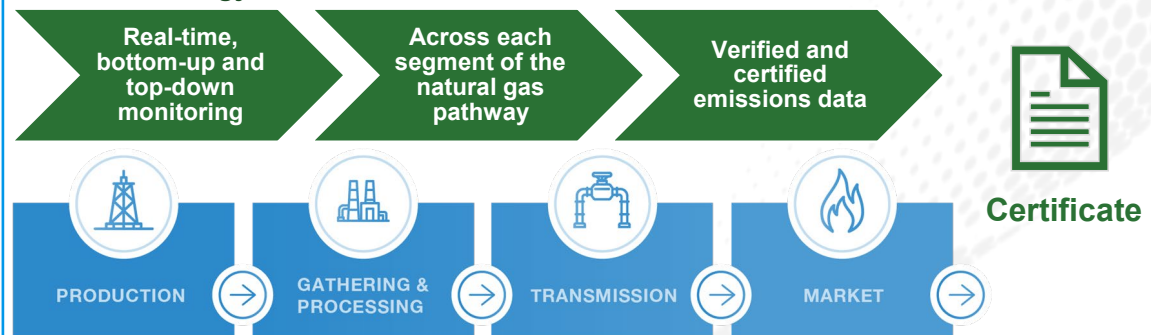 Real-time,
bottom-up and
top-down
monitoring
Across each
segment of the
natural gas
pathway
Verified and
certified
emissions data
Certificate
PRODUCTION
GATHERING &
PROCESSING
TRANSMISSION
MARKET